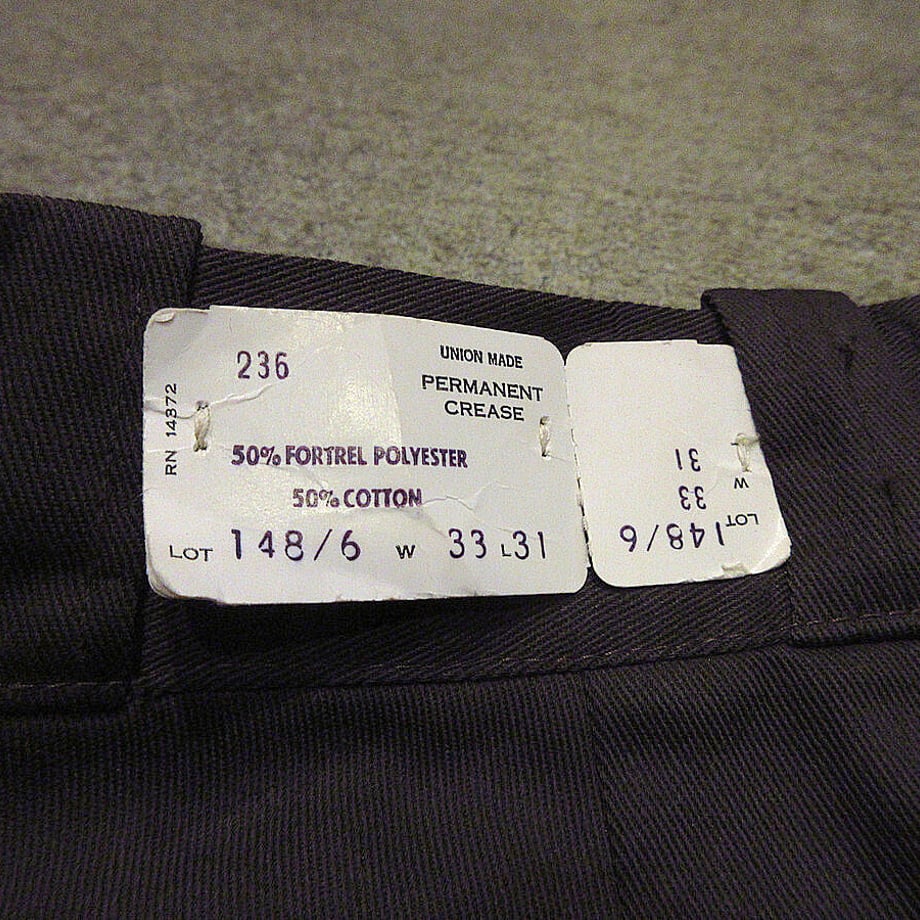 236
UNION MADE
PERMANENT
CREASE
RN 14372
50% FORTREL POLYESTER
50% COTTON
LOT 148/6 W 33 L 31
LOT 148/6
W 33
31